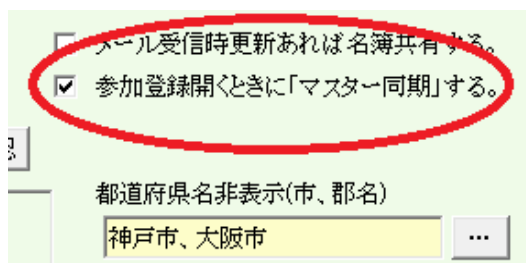 メール受信時更新あれば名簿共有する。
参加登録開くときに「マスター同期」する。
都道府県名非表示(市、郡名)
神戸市、大阪市
...